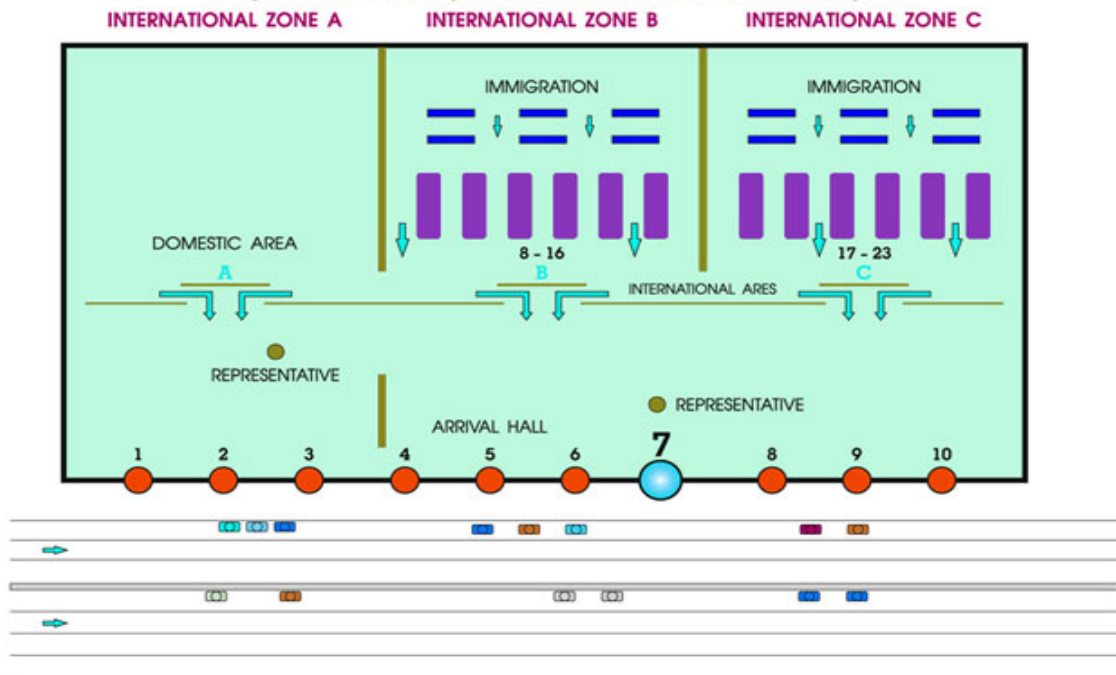 INTERNATIONAL ZONE A INTERNATIONAL ZONE B INTERNATIONAL ZONE C
IMMIGRATION IMMIGRATION
DOMESTIC AREA
8 - 16 17 - 23
A B C
INTERNATIONAL ARES
REPRESENTATIVE
REPRESENTATIVE
ARRIVAL HALL
1 2 3 4 5 6 7 8 9 10